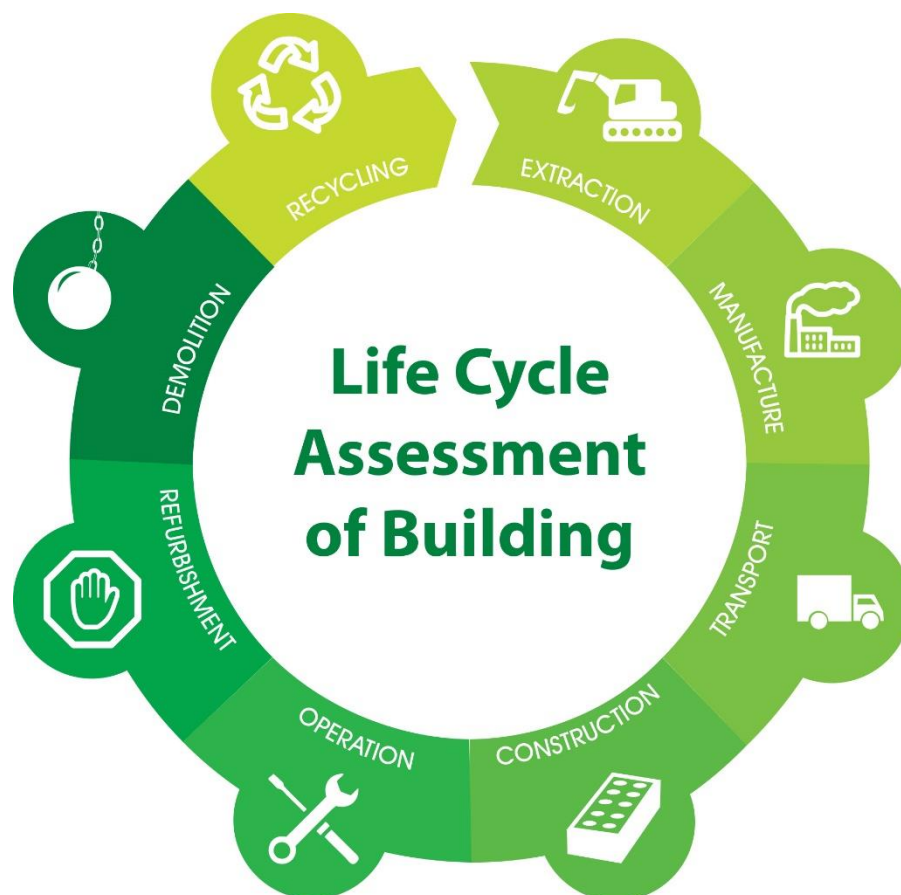 Life Cycle
Assessment
of Building
EXTRACTION
MANUFACTURE
TRANSPORT
CONSTRUCTION
OPERATION
REFURBISHMENT
DEMOLITION
RECYCLING